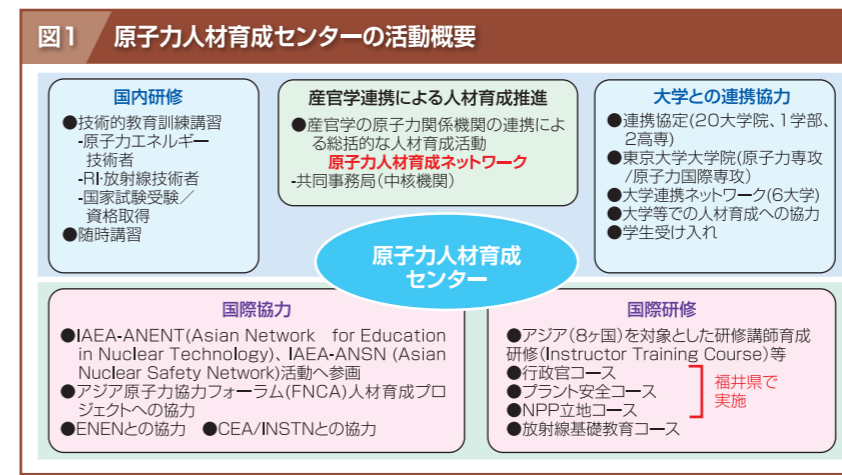 図1 原子力人材育成センターの活動概要
国内研修
●技術的教育訓練講習
-原子力エネルギー
技術者
-RI・放射線技術者
-国家試験受験／
資格取得
●随時講習
産官学連携による人材育成推進
●産官学の原子力関係機関の連携によ
る総括的な人材育成活動
原子力人材育成ネットワーク
-共同事務局(中核機関)
大学との連携協力
●連携協定(20大学院、1学部、
2高専)
●東京大学大学院(原子力専攻
/原子力国際専攻)
●大学連携ネットワーク(6大学)
●大学等での人材育成への協力
●学生受け入れ
原子力人材育成
センター
国際協力
●IAEA-ANENT(Asian Network for Education
in Nuclear Technology)、IAEA-ANSN (Asian
Nuclear Safety Network)活動へ参画
●アジア原子力協力フォーラム(FNCA)人材育成プロ
ジェクトへの協力
●ENENとの協力 ●CEA/INSTNとの協力
国際研修
●アジア(8ヶ国)を対象とした研修講師育成
研修(Instructor Training Course)等
●行政官コース
●プラント安全コース
●NPP立地コース
●放射線基礎教育コース
福井県で
実施